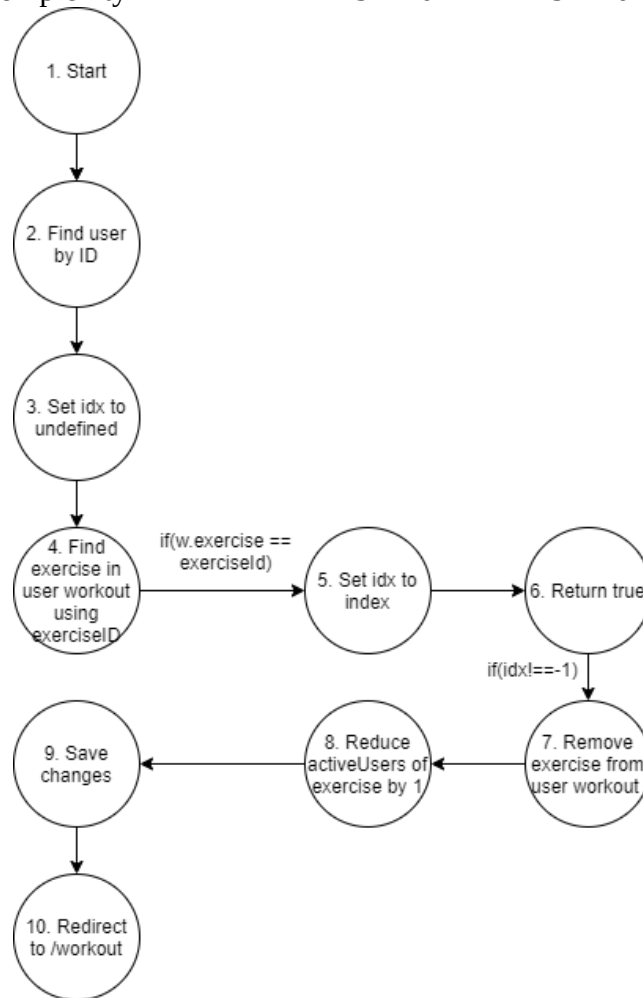 1. Start
2. Find user
by ID
3. Set idx to
undefined
4. Find
exercise in
user workout
using
exerciseID
if(w.exercise ==
exerciseId)
5. Set idx to
index
6. Return true
if(idx!==-1)
7. Remove
exercise from
user workout
8. Reduce
activeUsers of
exercise by 1
9. Save
changes
10. Redirect
to /workout